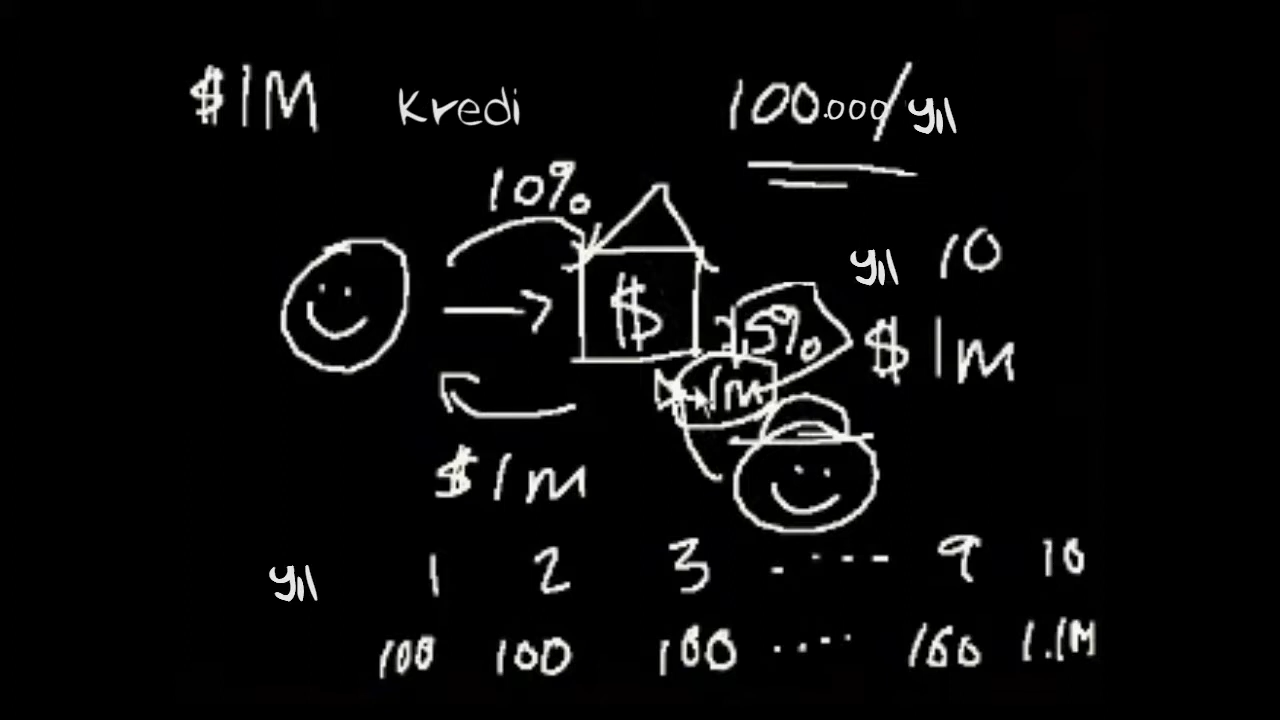 $1M Kredi 100.000/yıl
10%
yıl 10
$
5%
$ 1M
1M
$1M
yıl 1 2 3 ..... 9 10
100 100 100 .... 100 1.1M